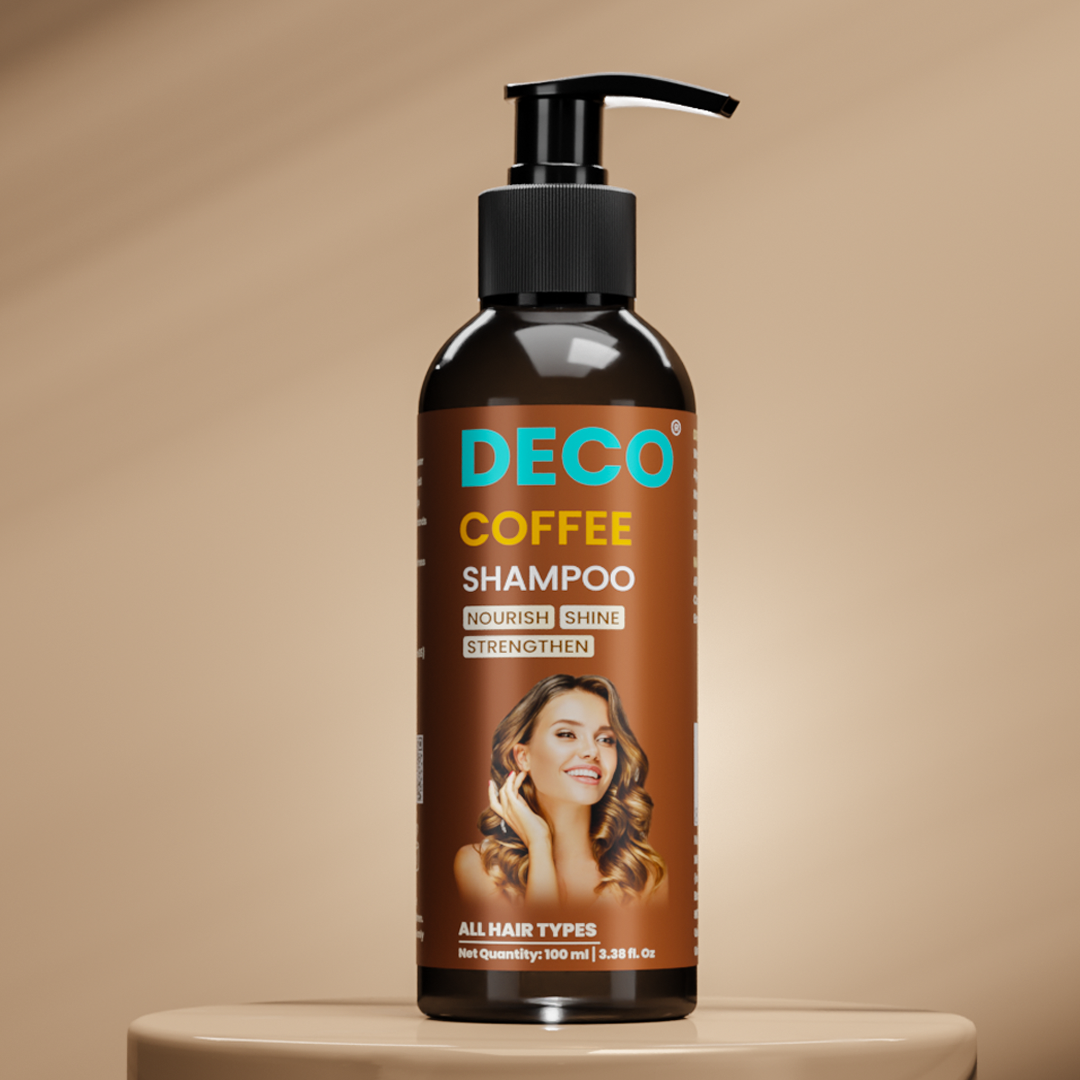 DECO®
COFFEE
SHAMPOO
NOURISH SHINE
STRENGTHEN
ALL HAIR TYPES
Net Quantity: 100 ml | 3.38 fl. Oz